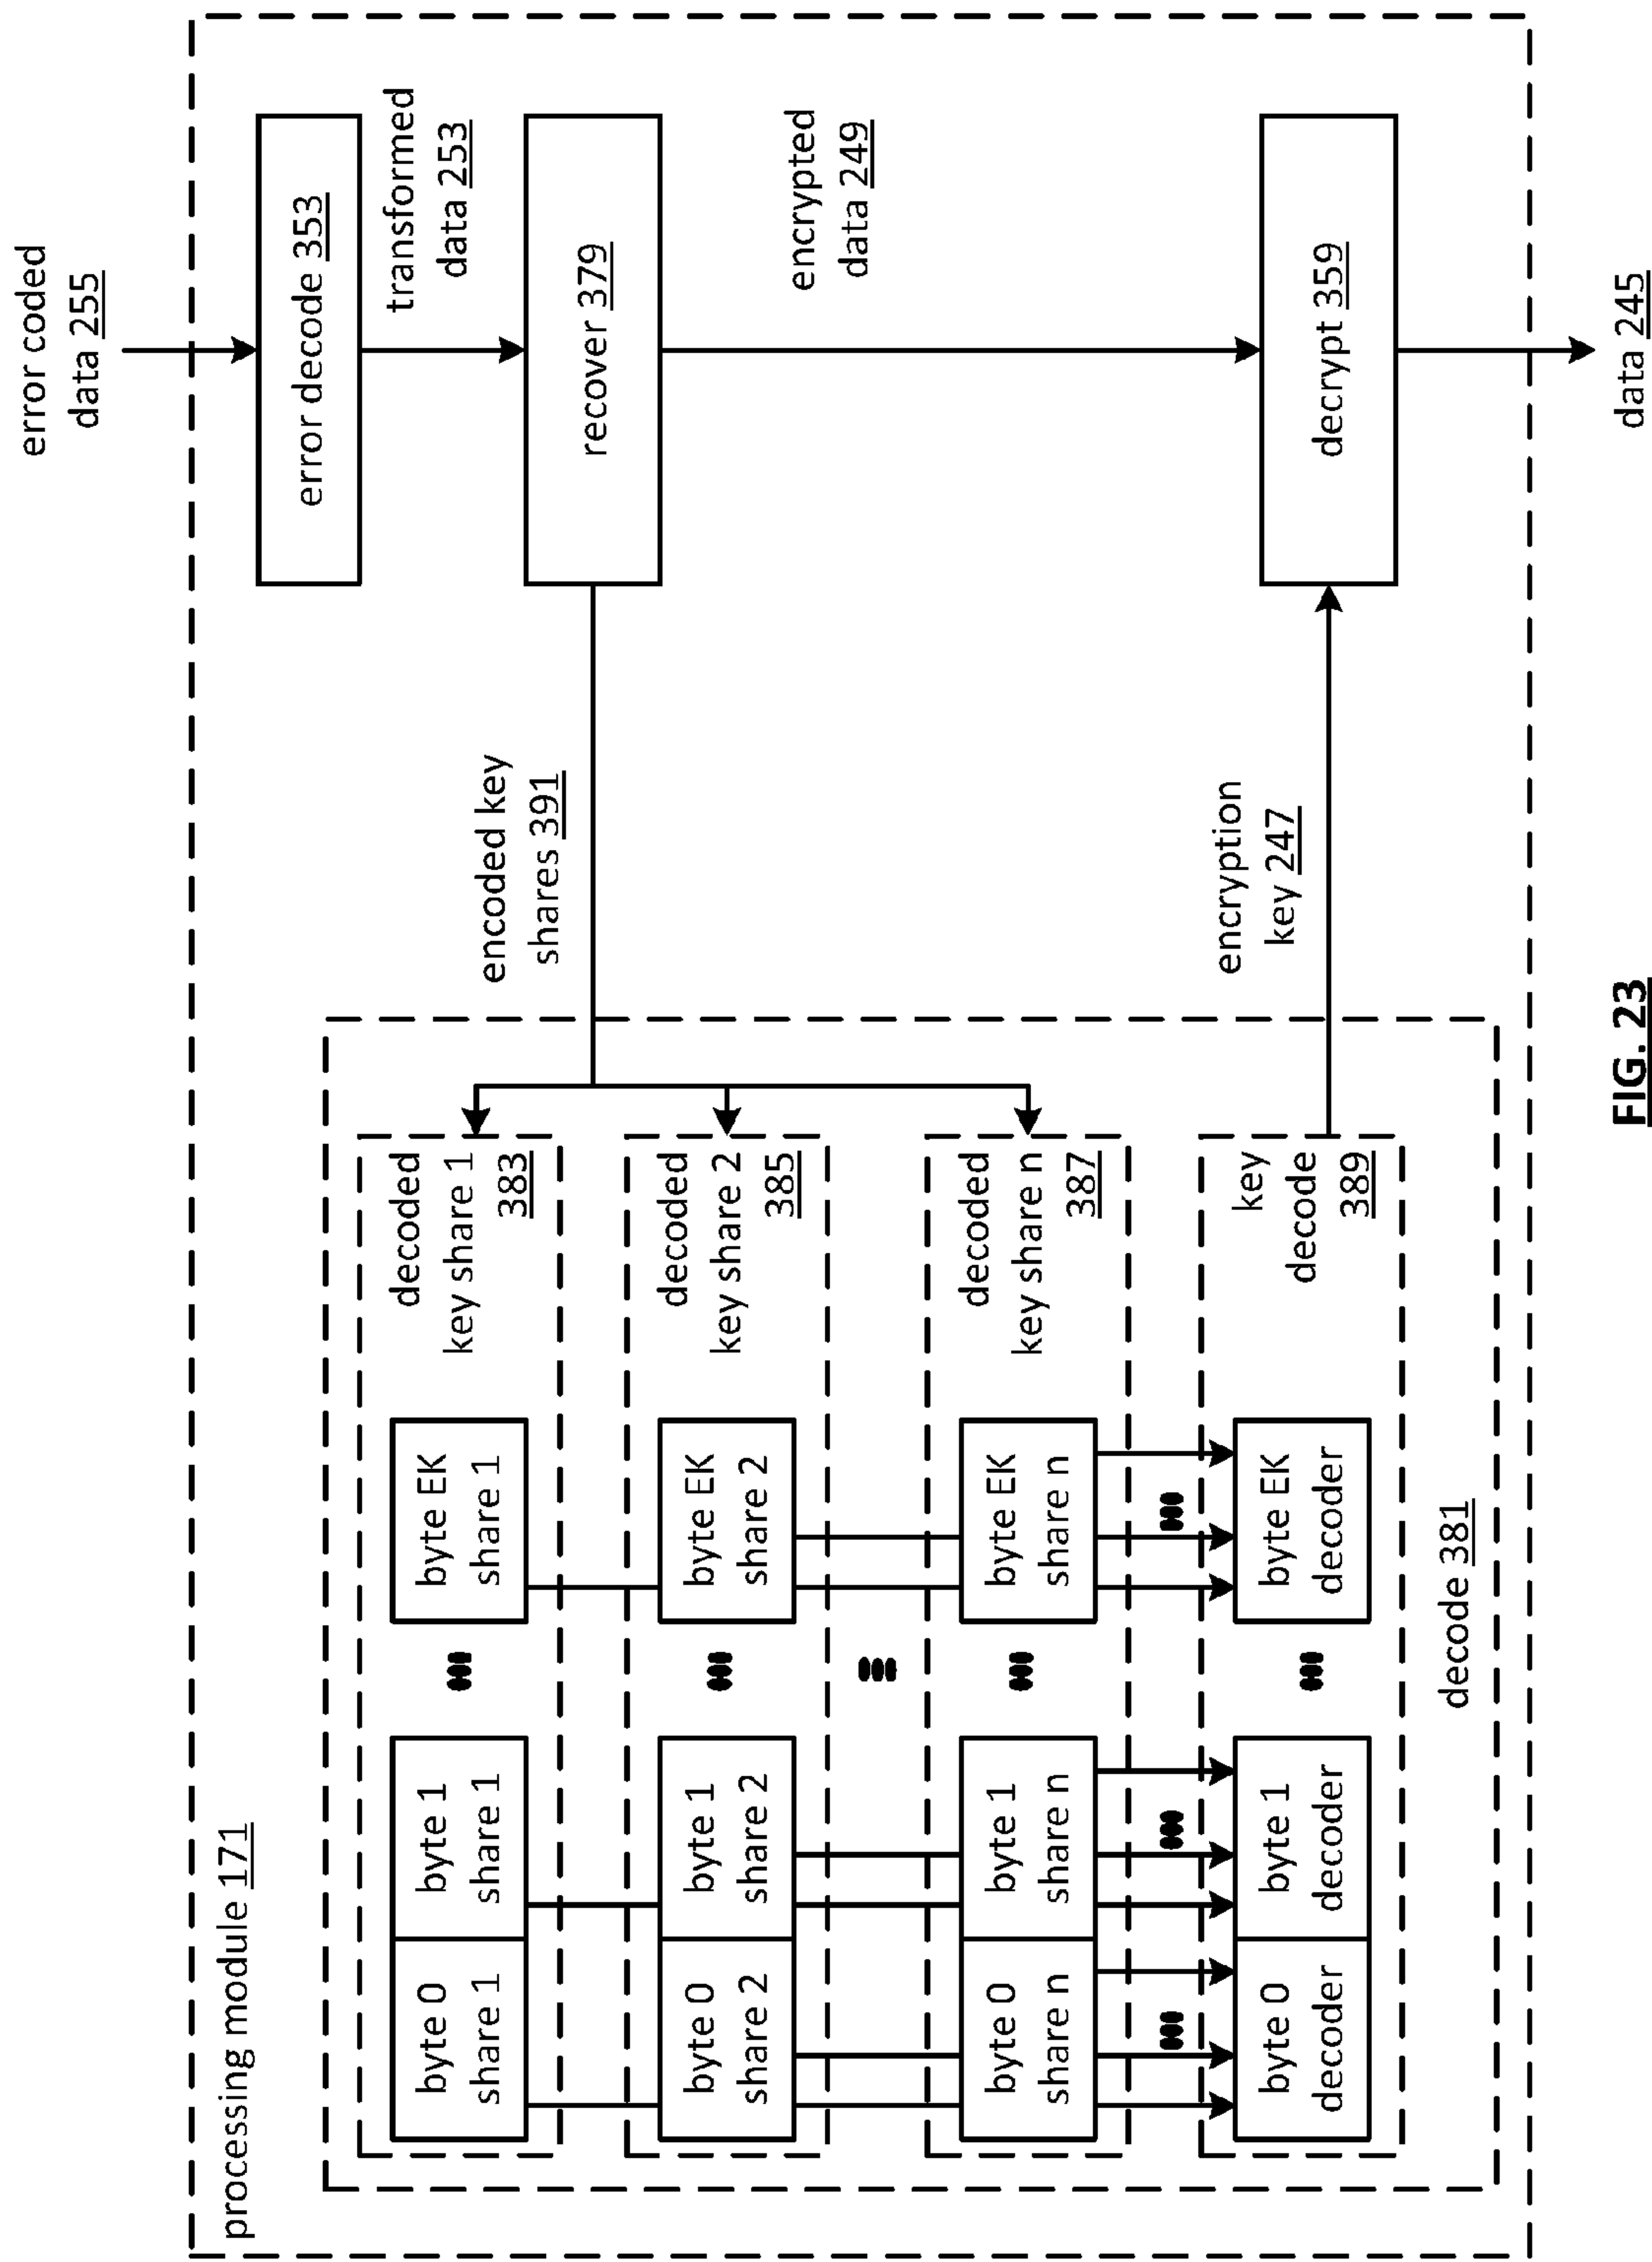 error coded
data 255
processing module 171
error decode 353
transformed
data 253
recover 379
encoded key
shares 391
encrypted
data 249
decrypt 359
data 245
encryption
key 247
byte 0
share 1
byte 1
share 1
byte EK
share 1
decoded
key share 1
383
byte 0
share 2
byte 1
share 2
byte EK
share 2
decoded
key share 2
385
byte 0
share n
byte 1
share n
byte EK
share n
decoded
key share n
387
byte 0
decoder
byte 1
decoder
byte EK
decoder
key
decode
389
decode 381
FIG. 23